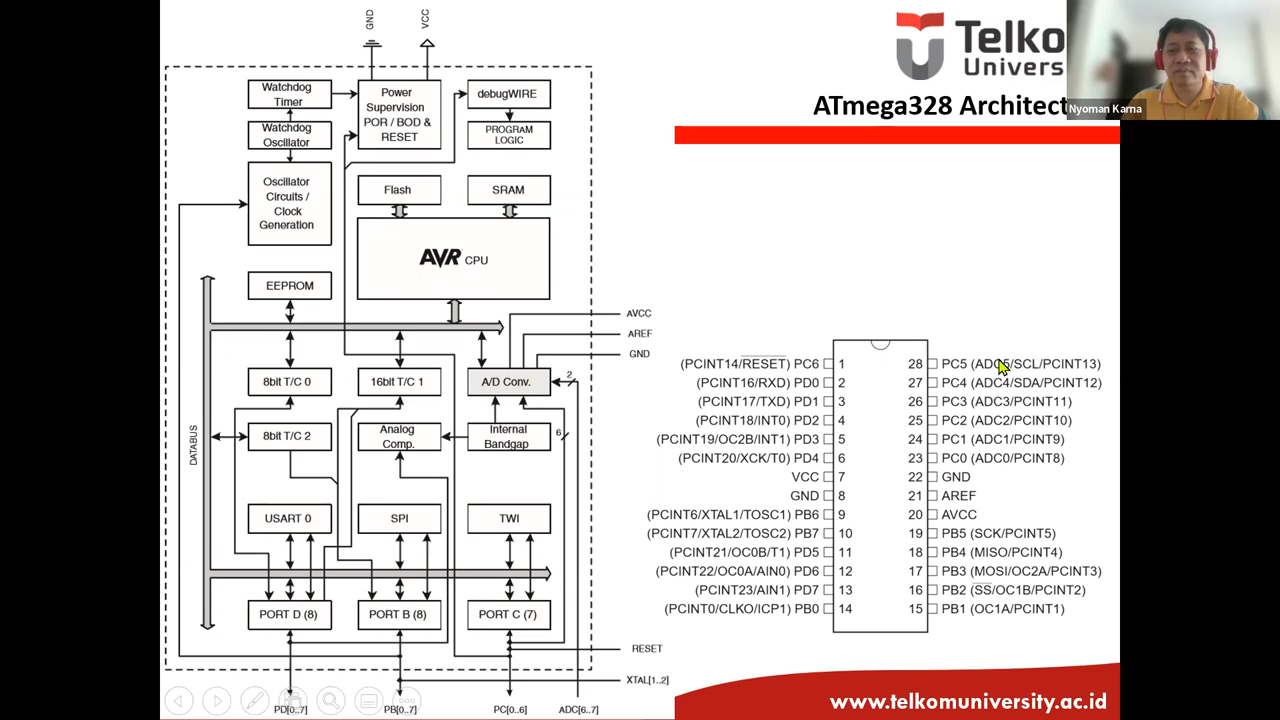 GND
VCC
Watchdog
Timer
Power
Supervision
POR / BOD &
RESET
debugWIRE
Watchdog
Oscillator
PROGRAM
LOGIC
Oscillator
Circuits /
Clock
Generation
Flash
SRAM
AVR CPU
EEPROM
AVCC
AREF
GND
8bit T/C 0
16bit T/C 1
A/D Conv.
2
8bit T/C 2
Analog
Comp.
Internal
Bandgap
6
DATABUS
USART 0
SPI
TWI
PORT D (8)
PORT B (8)
PORT C (7)
RESET
XTAL[1..2]
PD[0..7]
PB[0..7]
PC[0..6]
ADC[6..7]
Telko
Univers
Nyoman Karna
ATmega328 Architect
(PCINT14/RESET) PC6 1
(PCINT16/RXD) PD0 2
(PCINT17/TXD) PD1 3
(PCINT18/INT0) PD2 4
(PCINT19/OC2B/INT1) PD3 5
(PCINT20/XCK/T0) PD4 6
VCC 7
GND 8
(PCINT6/XTAL1/TOSC1) PB6 9
(PCINT7/XTAL2/TOSC2) PB7 10
(PCINT21/OC0B/T1) PD5 11
(PCINT22/OC0A/AIN0) PD6 12
(PCINT23/AIN1) PD7 13
(PCINT0/CLKO/ICP1) PB0 14
28 PC5 (ADC5/SCL/PCINT13)
27 PC4 (ADC4/SDA/PCINT12)
26 PC3 (ADC3/PCINT11)
25 PC2 (ADC2/PCINT10)
24 PC1 (ADC1/PCINT9)
23 PC0 (ADC0/PCINT8)
22 GND
21 AREF
20 AVCC
19 PB5 (SCK/PCINT5)
18 PB4 (MISO/PCINT4)
17 PB3 (MOSI/OC2A/PCINT3)
16 PB2 (SS/OC1B/PCINT2)
15 PB1 (OC1A/PCINT1)
www.telkomuniversity.ac.id